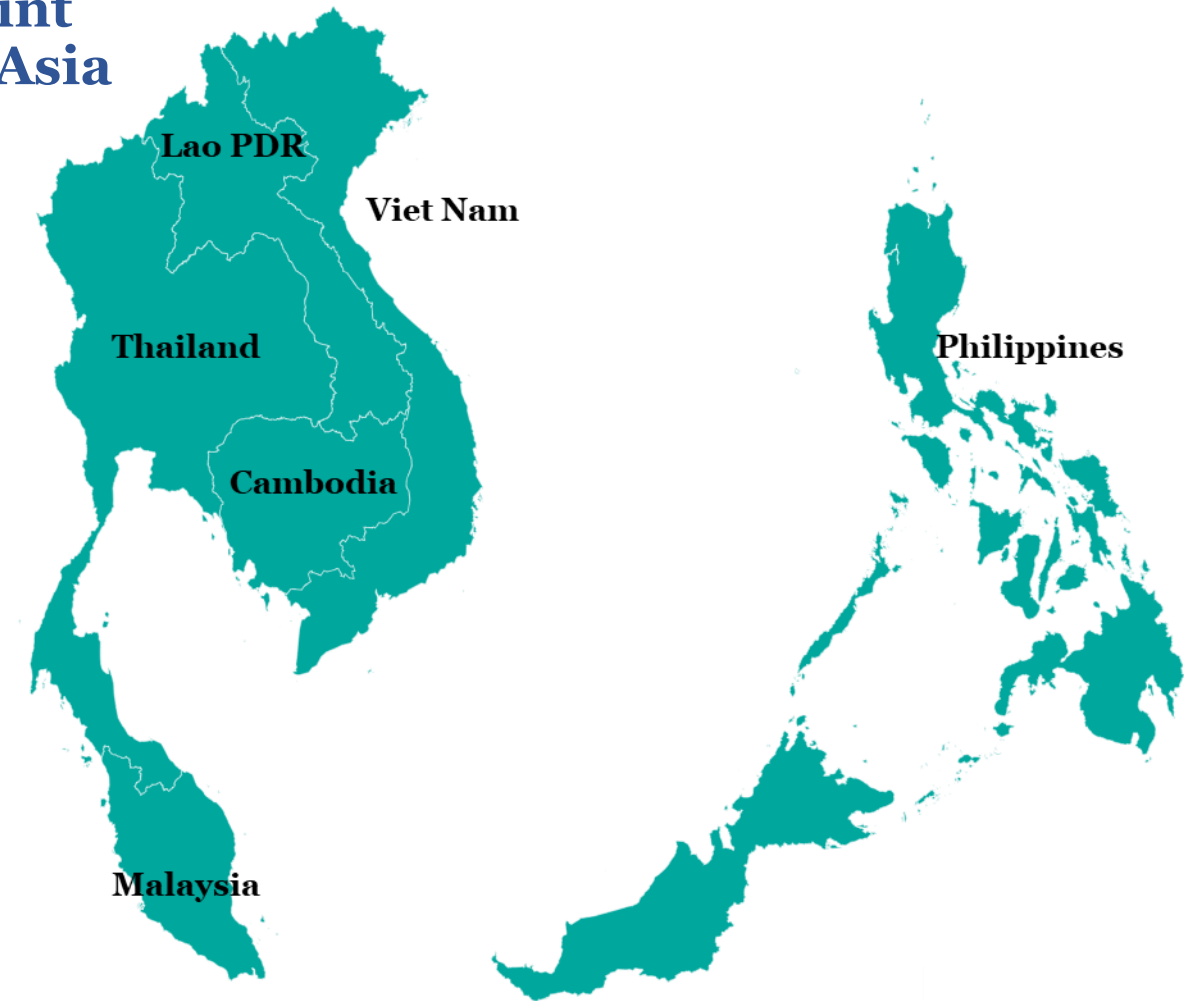 int
Asia
Lao PDR
Viet Nam
Thailand
Philippines
Cambodia
Malaysia